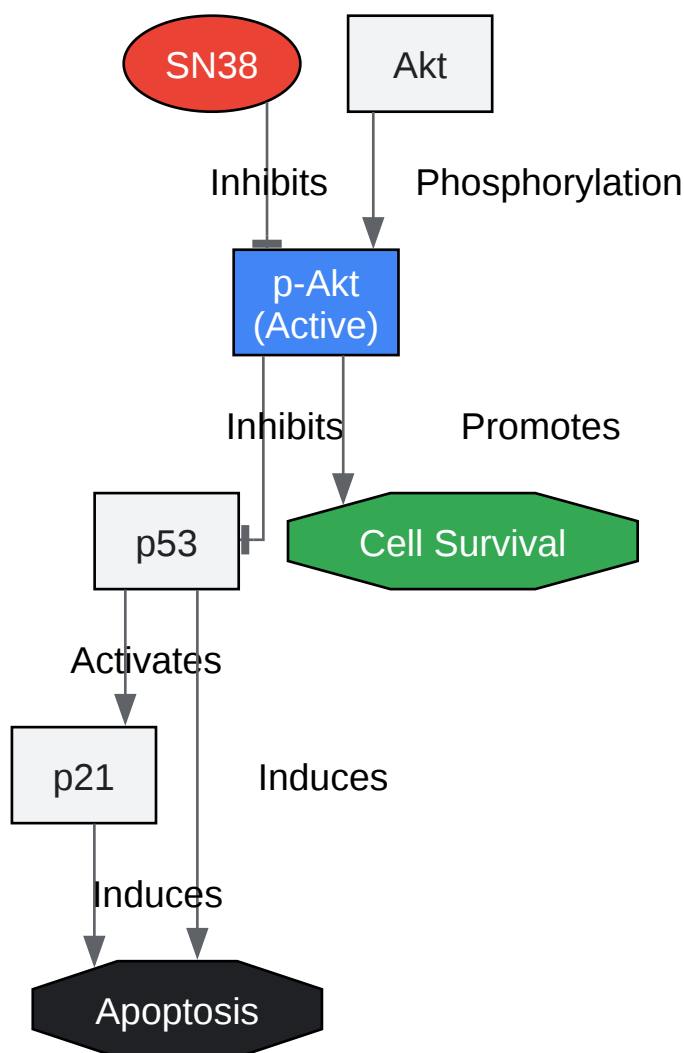 SN38
Akt
Inhibits
Phosphorylation
p-Akt
(Active)
Inhibits
Promotes
p53
Cell Survival
Activates
p21
Induces
Induces
Apoptosis